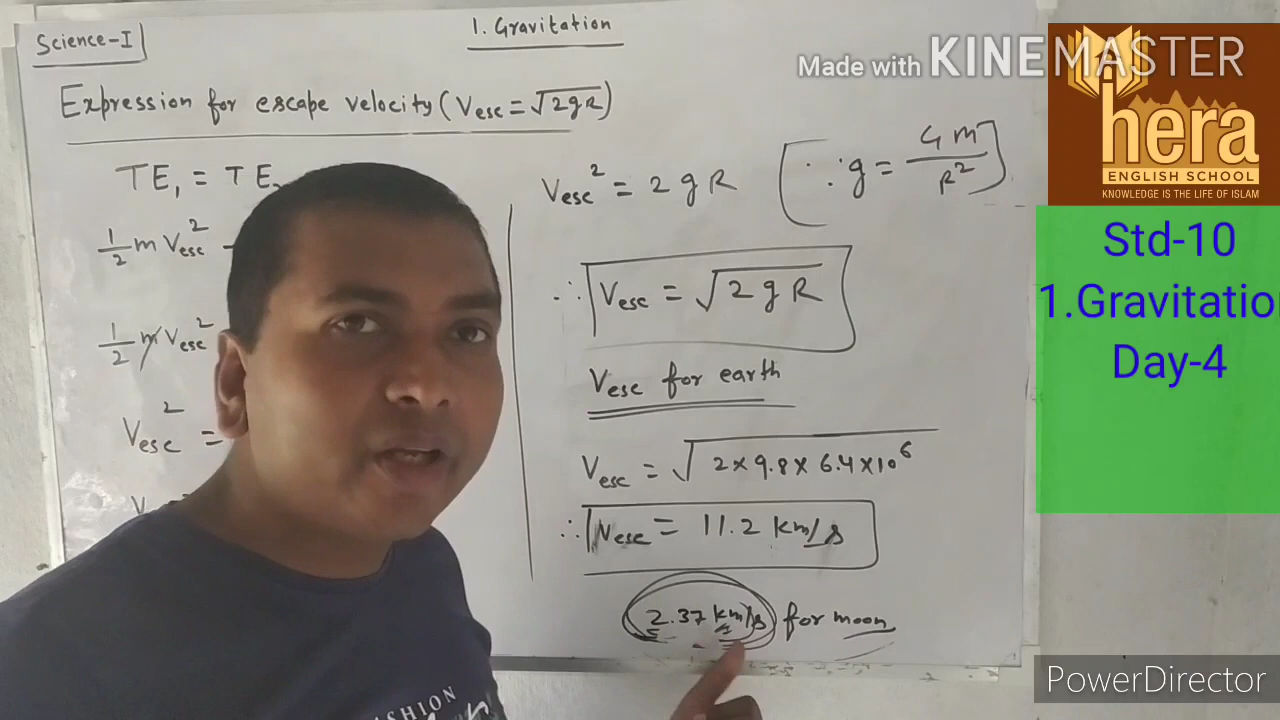 Science-I
1. Gravitation
Expression for escape velocity (Vesc = √2gR)
TE₁ = TE₂
½ m Vesc²
½ m Vesc²
Vesc² =
Vesc² = 2gR (∵ g = GM/R²)
∴ Vesc = √2gR
Vesc for earth
Vesc = √2×9.8×6.4×10⁶
∴ Vesc = 11.2 km/s
2.37 km/s for moon
FASHION
Made with KINEMASTER
hera
ENGLISH SCHOOL
KNOWLEDGE IS THE LIFE OF ISLAM
Std-10
1.Gravitation
Day-4
PowerDirector